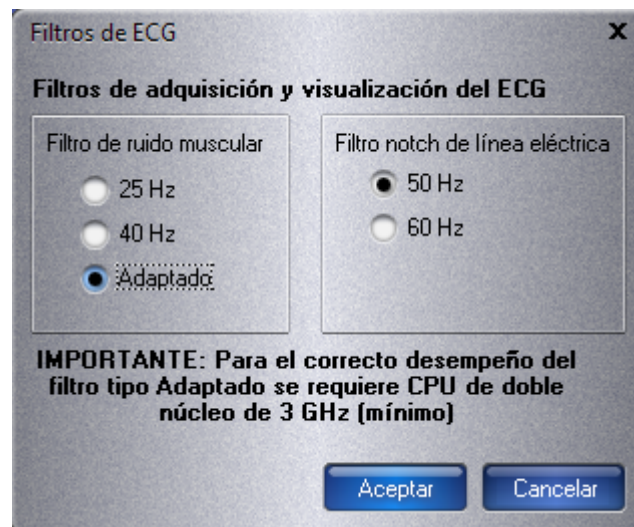 Filtros de ECG
X
Filtros de adquisición y visualización del ECG
Filtro de ruido muscular
25 Hz
40 Hz
Adaptado
Filtro notch de línea eléctrica
50 Hz
60 Hz
IMPORTANTE: Para el correcto desempeño del
filtro tipo Adaptado se requiere CPU de doble
núcleo de 3 GHz (mínimo)
Aceptar
Cancelar